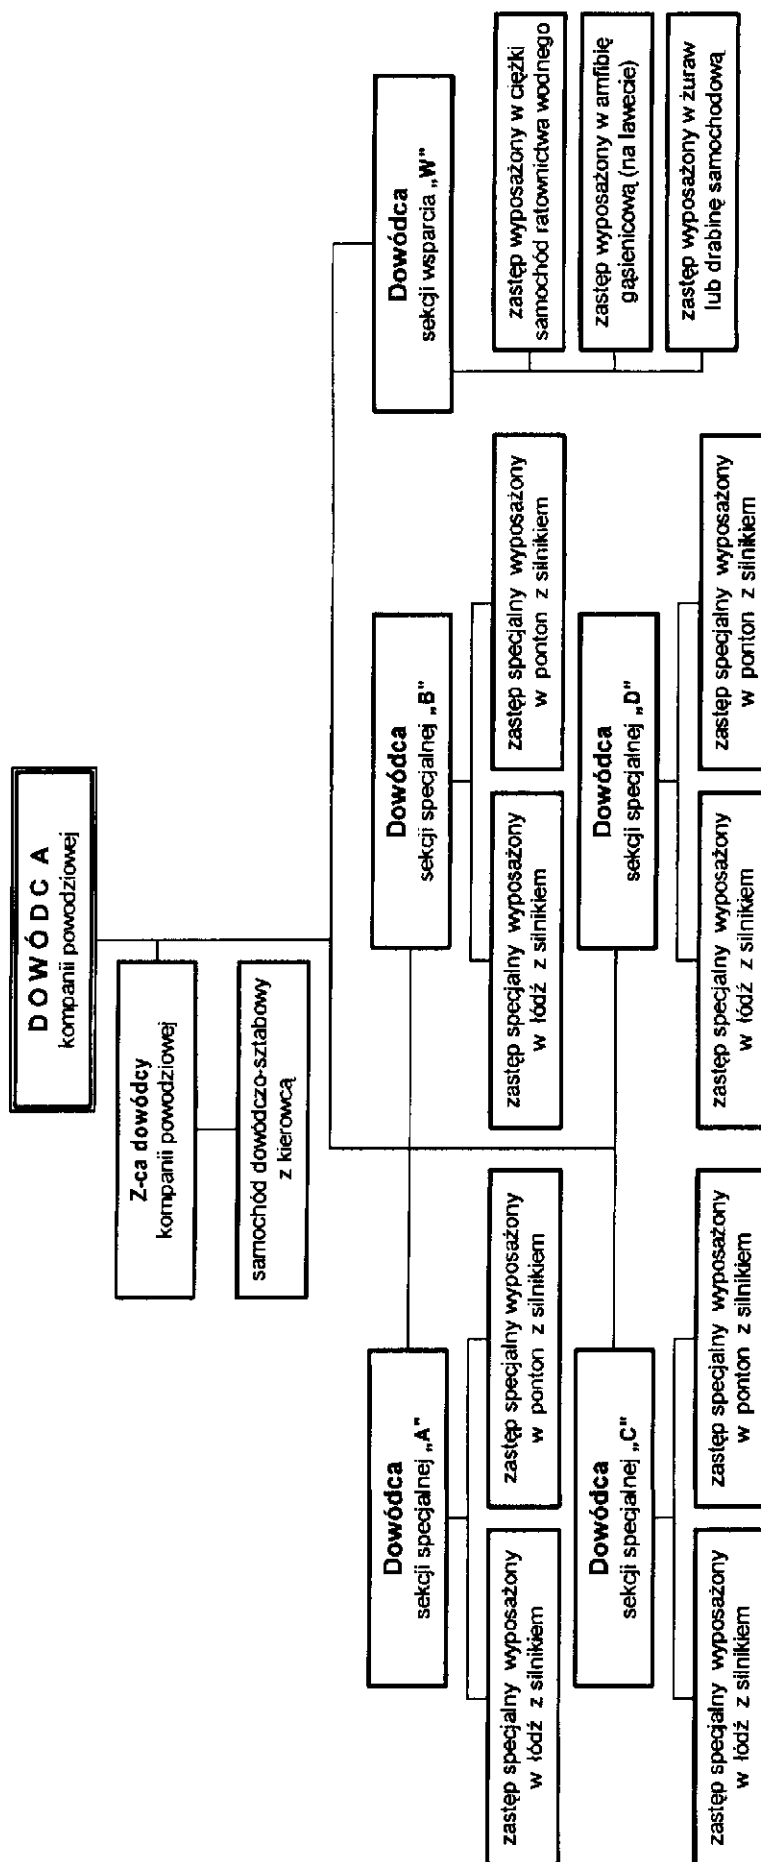 DOWÓDC A
kompanii powodziowej
Z-ca dowódcy
kompanii powodziowej
samochód dowódczo-sztabowy
z kierowcą
Dowódca
sekcji specjalnej „A"
zastęp specjalny wyposażony
w łódź z silnikiem
zastęp specjalny wyposażony
w ponton z silnikiem
Dowódca
sekcji specjalnej „B"
zastęp specjalny wyposażony
w łódź z silnikiem
zastęp specjalny wyposażony
w ponton z silnikiem
Dowódca
sekcji wsparcia „W"
zastęp wyposażony w ciężki
samochód ratownictwa wodnego
zastęp wyposażony w amfibię
gąsienicową (na lawecie)
zastęp wyposażony w żuraw
lub drabinę samochodową
Dowódca
sekcji specjalnej „C"
zastęp specjalny wyposażony
w łódź z silnikiem
zastęp specjalny wyposażony
w ponton z silnikiem
Dowódca
sekcji specjalnej „D"
zastęp specjalny wyposażony
w łódź z silnikiem
zastęp specjalny wyposażony
w ponton z silnikiem